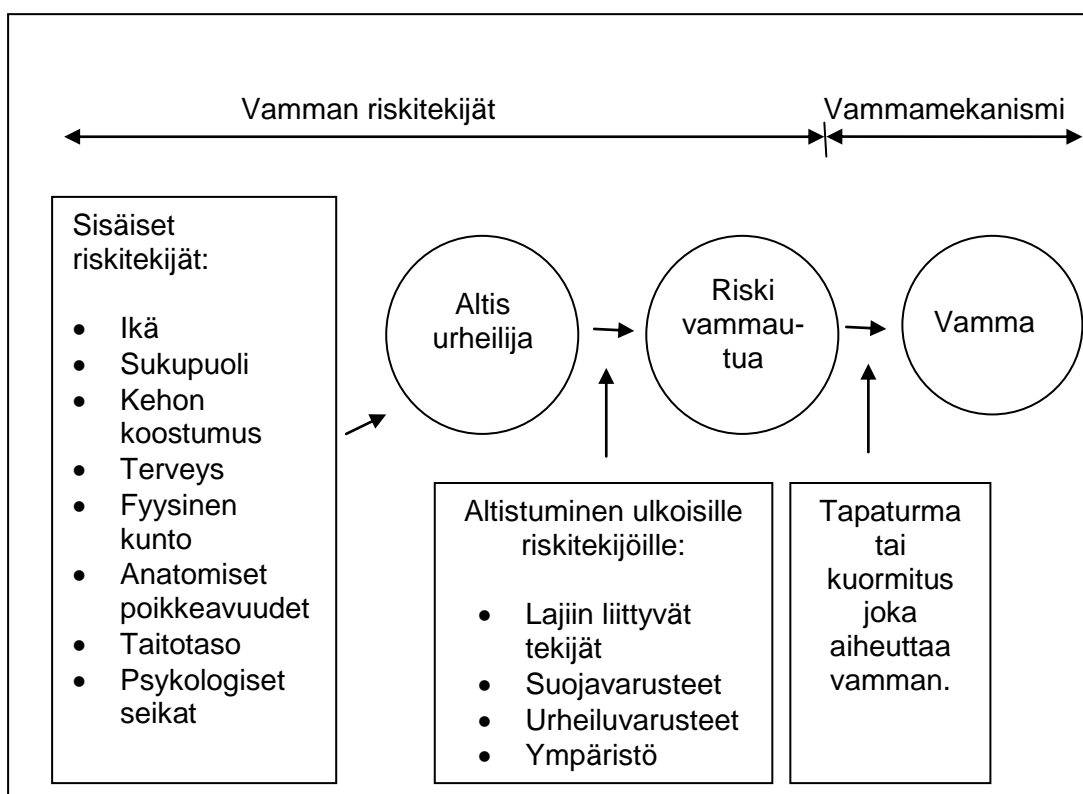 Vamman riskitekijät
Vammamekanismi
Sisäiset
riskitekijät:
• Ikä
• Sukupuoli
• Kehon
koostumus
• Terveys
• Fyysinen
kunto
• Anatomiset
poikkeavuudet
• Taitotaso
• Psykologiset
seikat
Altis
urheilija
Riski
vammau-
tua
Vamma
Altistuminen ulkoisille
riskitekijöille:
• Lajiin liittyvät
tekijät
• Suojavarusteet
• Urheiluvarusteet
• Ympäristö
Tapaturma
tai
kuormitus
joka
aiheuttaa
vamman.